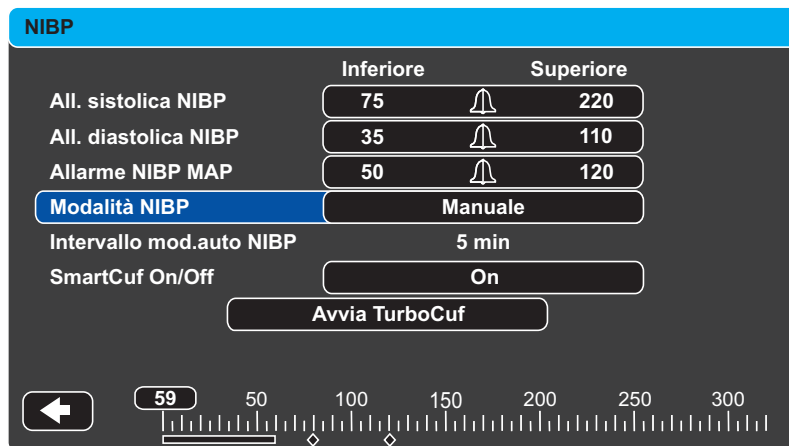 NIBP
Inferiore Superiore
All. sistolica NIBP 75 220
All. diastolica NIBP 35 110
Allarme NIBP MAP 50 120
Modalità NIBP Manuale
Intervallo mod.auto NIBP 5 min
SmartCuf On/Off On
Avvia TurboCuf
59 50 100 150 200 250 300